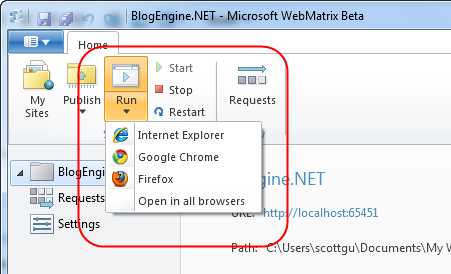 BlogEngine.NET - Microsoft WebMatrix Beta
Home
My Sites
Publish
Run
Start
Stop
Restart
Requests
Internet Explorer
Google Chrome
Firefox
Open in all browsers
BlogEngi
Requests
Settings
ngine.NET
URL: http://localhost:65451
Path: C:\Users\scottgu\Documents\My W